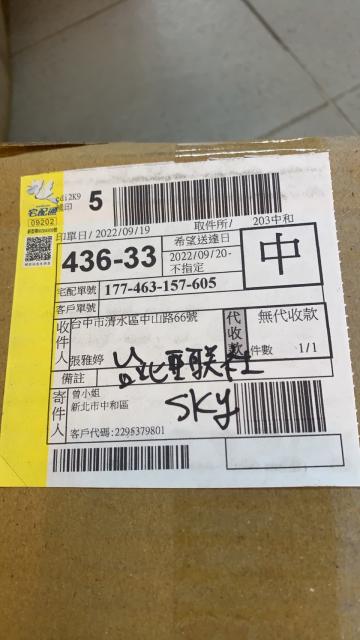 5
宅配通
09202
印單日/2022/09/19
取件所/ 203中和
436-33
希望送達日
2022/09/20-
不指定
中
宅配單號 177-463-157-605
客戶單號
收件人
台中市清水區中山路66號
張雅婷
代收款
無代收款
件數 1/1
備註
寄件人
曾小姐
新北市中和區
sky
客戶代碼:2295379801